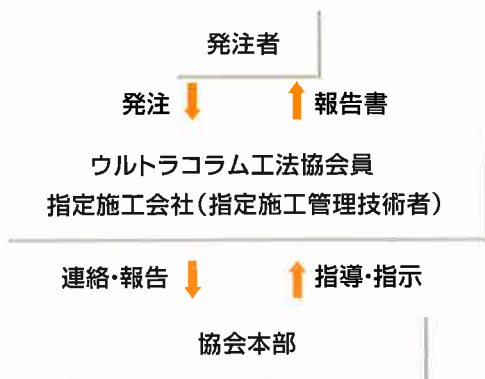 発注者
発注
報告書
ウルトラコラム工法協会員
指定施工会社(指定施工管理技術者)
連絡・報告
指導・指示
協会本部